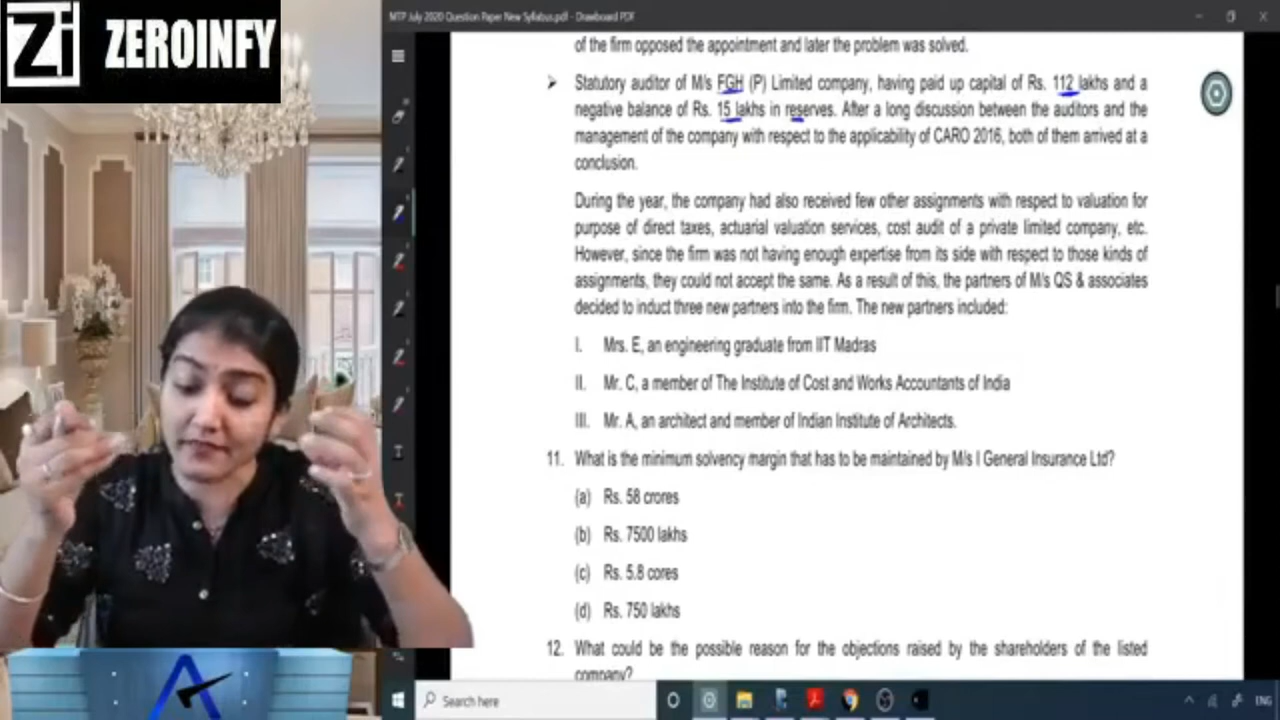 Zi ZEROINFY
MTP July 2020 Question Paper New Syllabus.pdf - Drawboard PDF
of the firm opposed the appointment and later the problem was solved.
➤ Statutory auditor of M/s FGH (P) Limited company, having paid up capital of Rs. 112 lakhs and a
negative balance of Rs. 15 lakhs in reserves. After a long discussion between the auditors and the
management of the company with respect to the applicability of CARO 2016, both of them arrived at a
conclusion.
During the year, the company had also received few other assignments with respect to valuation for
purpose of direct taxes, actuarial valuation services, cost audit of a private limited company, etc.
However, since the firm was not having enough expertise from its side with respect to those kinds of
assignments, they could not accept the same. As a result of this, the partners of M/s QS & associates
decided to induct three new partners into the firm. The new partners included:
I. Mrs. E, an engineering graduate from IIT Madras
II. Mr. C, a member of The Institute of Cost and Works Accountants of India
III. Mr. A, an architect and member of Indian Institute of Architects.
11. What is the minimum solvency margin that has to be maintained by M/s I General Insurance Ltd?
(a) Rs. 58 crores
(b) Rs. 7500 lakhs
(c) Rs. 5.8 cores
(d) Rs. 750 lakhs
12. What could be the possible reason for the objections raised by the shareholders of the listed
company?
Search here
ENG